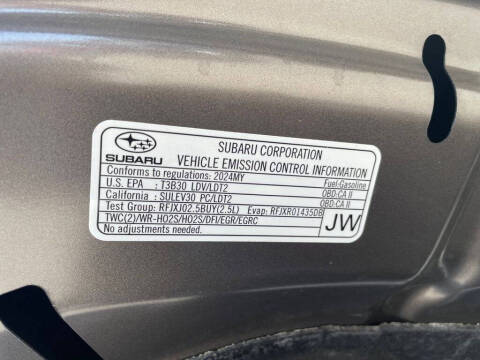 SUBARU
SUBARU CORPORATION
VEHICLE EMISSION CONTROL INFORMATION
Conforms to regulations: 2024MY Fuel:Gasoline
U.S. EPA : T3B30 LDV/LDT2 OBD:CA II
California : SULEV30 PC/LDT2 OBD:CA II
Test Group: RFJXJ02.5BUY(2.5L) Evap: RFJXR01435DB
TWC(2)/WR-HO2S/HO2S/DFI/EGR/EGRC
No adjustments needed.
JW